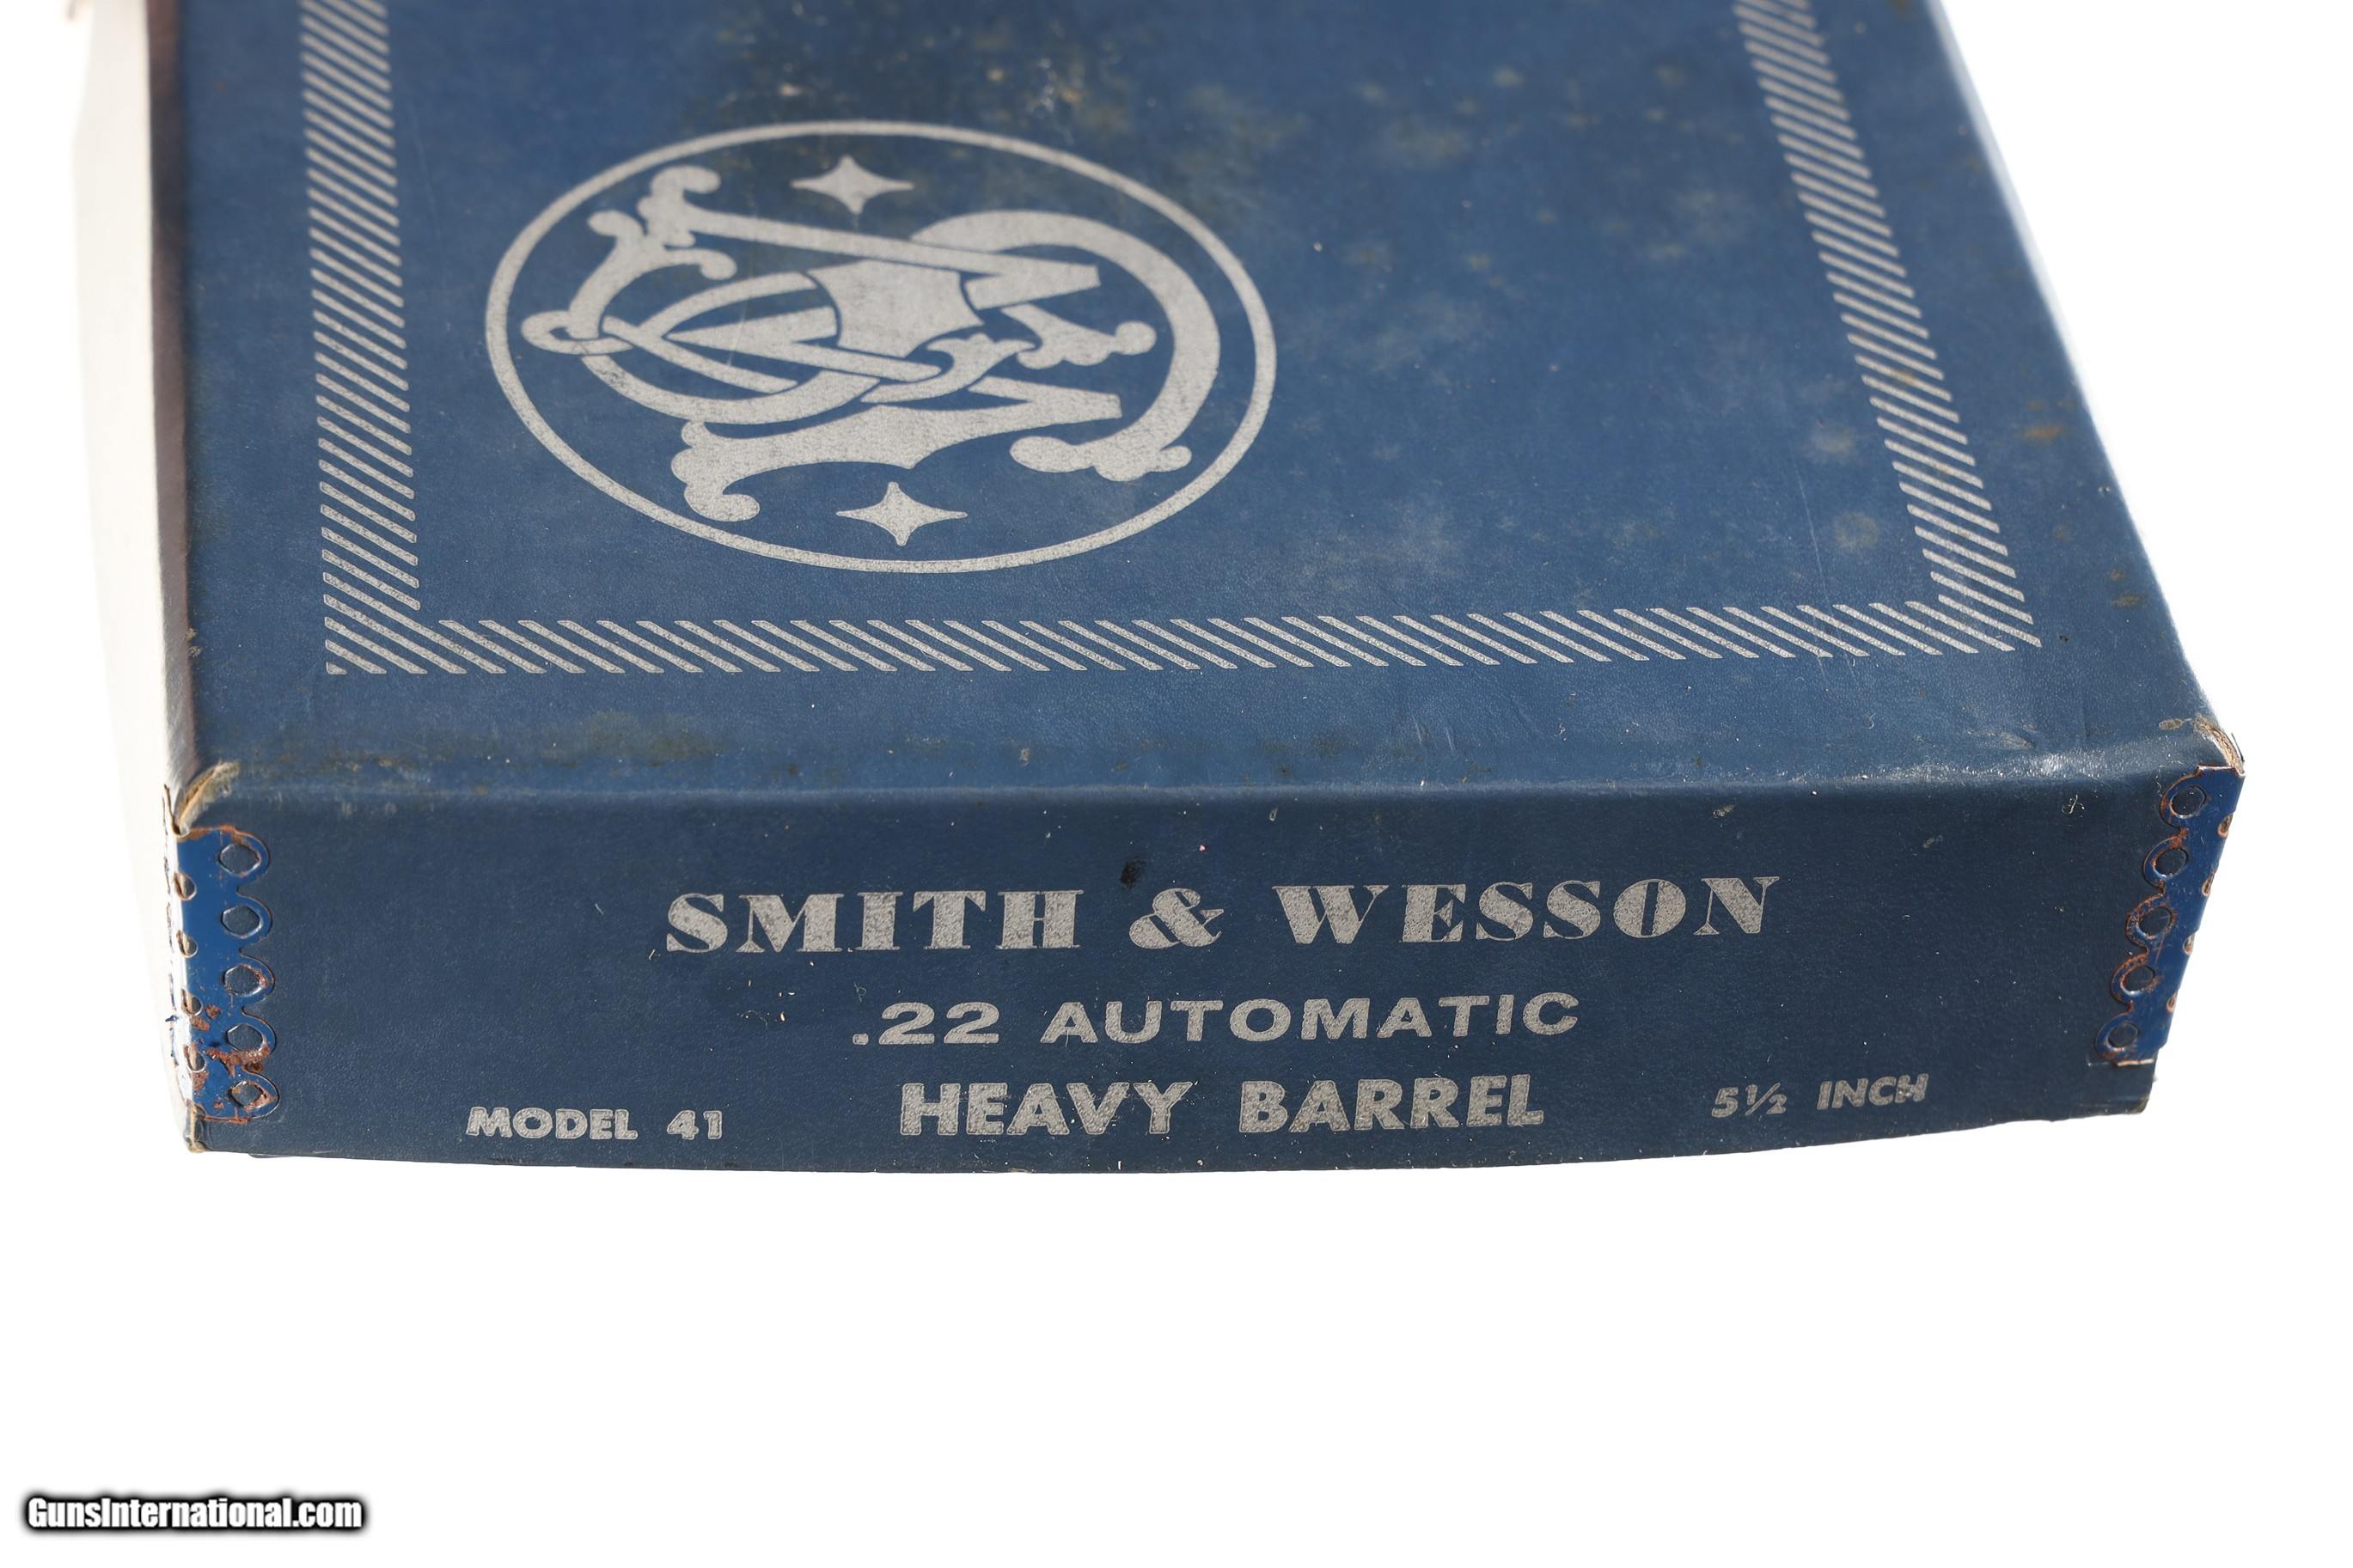 SMITH & WESSON
.22 AUTOMATIC
MODEL 41 HEAVY BARREL 5½ INCH
GunsInternational.com